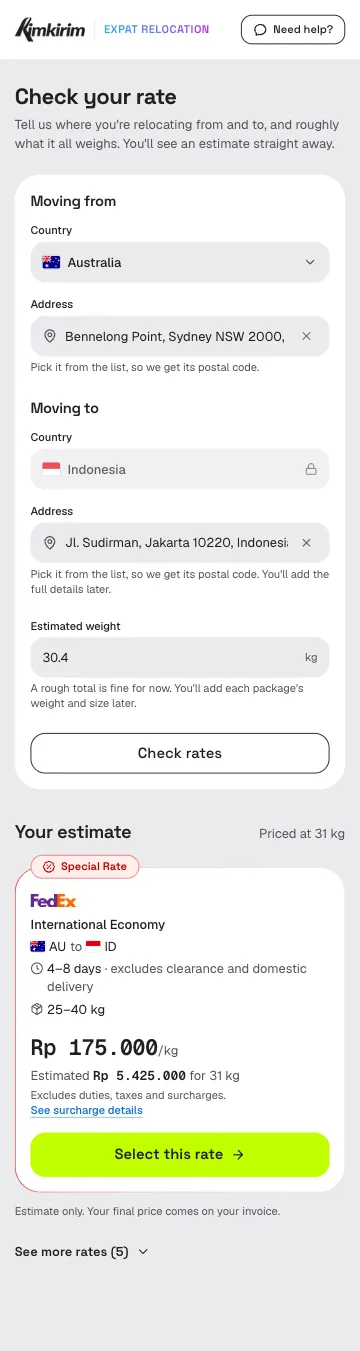 Kimkirim
EXPAT RELOCATION
Need help?
Check your rate
Tell us where you're relocating from and to, and roughly
what it all weighs. You'll see an estimate straight away.
Moving from
Country
Australia
Address
Bennelong Point, Sydney NSW 2000,
Pick it from the list, so we get its postal code.
Moving to
Country
Indonesia
Address
Jl. Sudirman, Jakarta 10220, Indonesi
Pick it from the list, so we get its postal code. You'll add the
full details later.
Estimated weight
30.4 kg
A rough total is fine for now. You'll add each package's
weight and size later.
Check rates
Your estimate
Priced at 31 kg
Special Rate
FedEx
International Economy
AU to ID
4–8 days · excludes clearance and domestic
delivery
25–40 kg
Rp 175.000/kg
Estimated Rp 5.425.000 for 31 kg
Excludes duties, taxes and surcharges.
See surcharge details
Select this rate →
Estimate only. Your final price comes on your invoice.
See more rates (5)